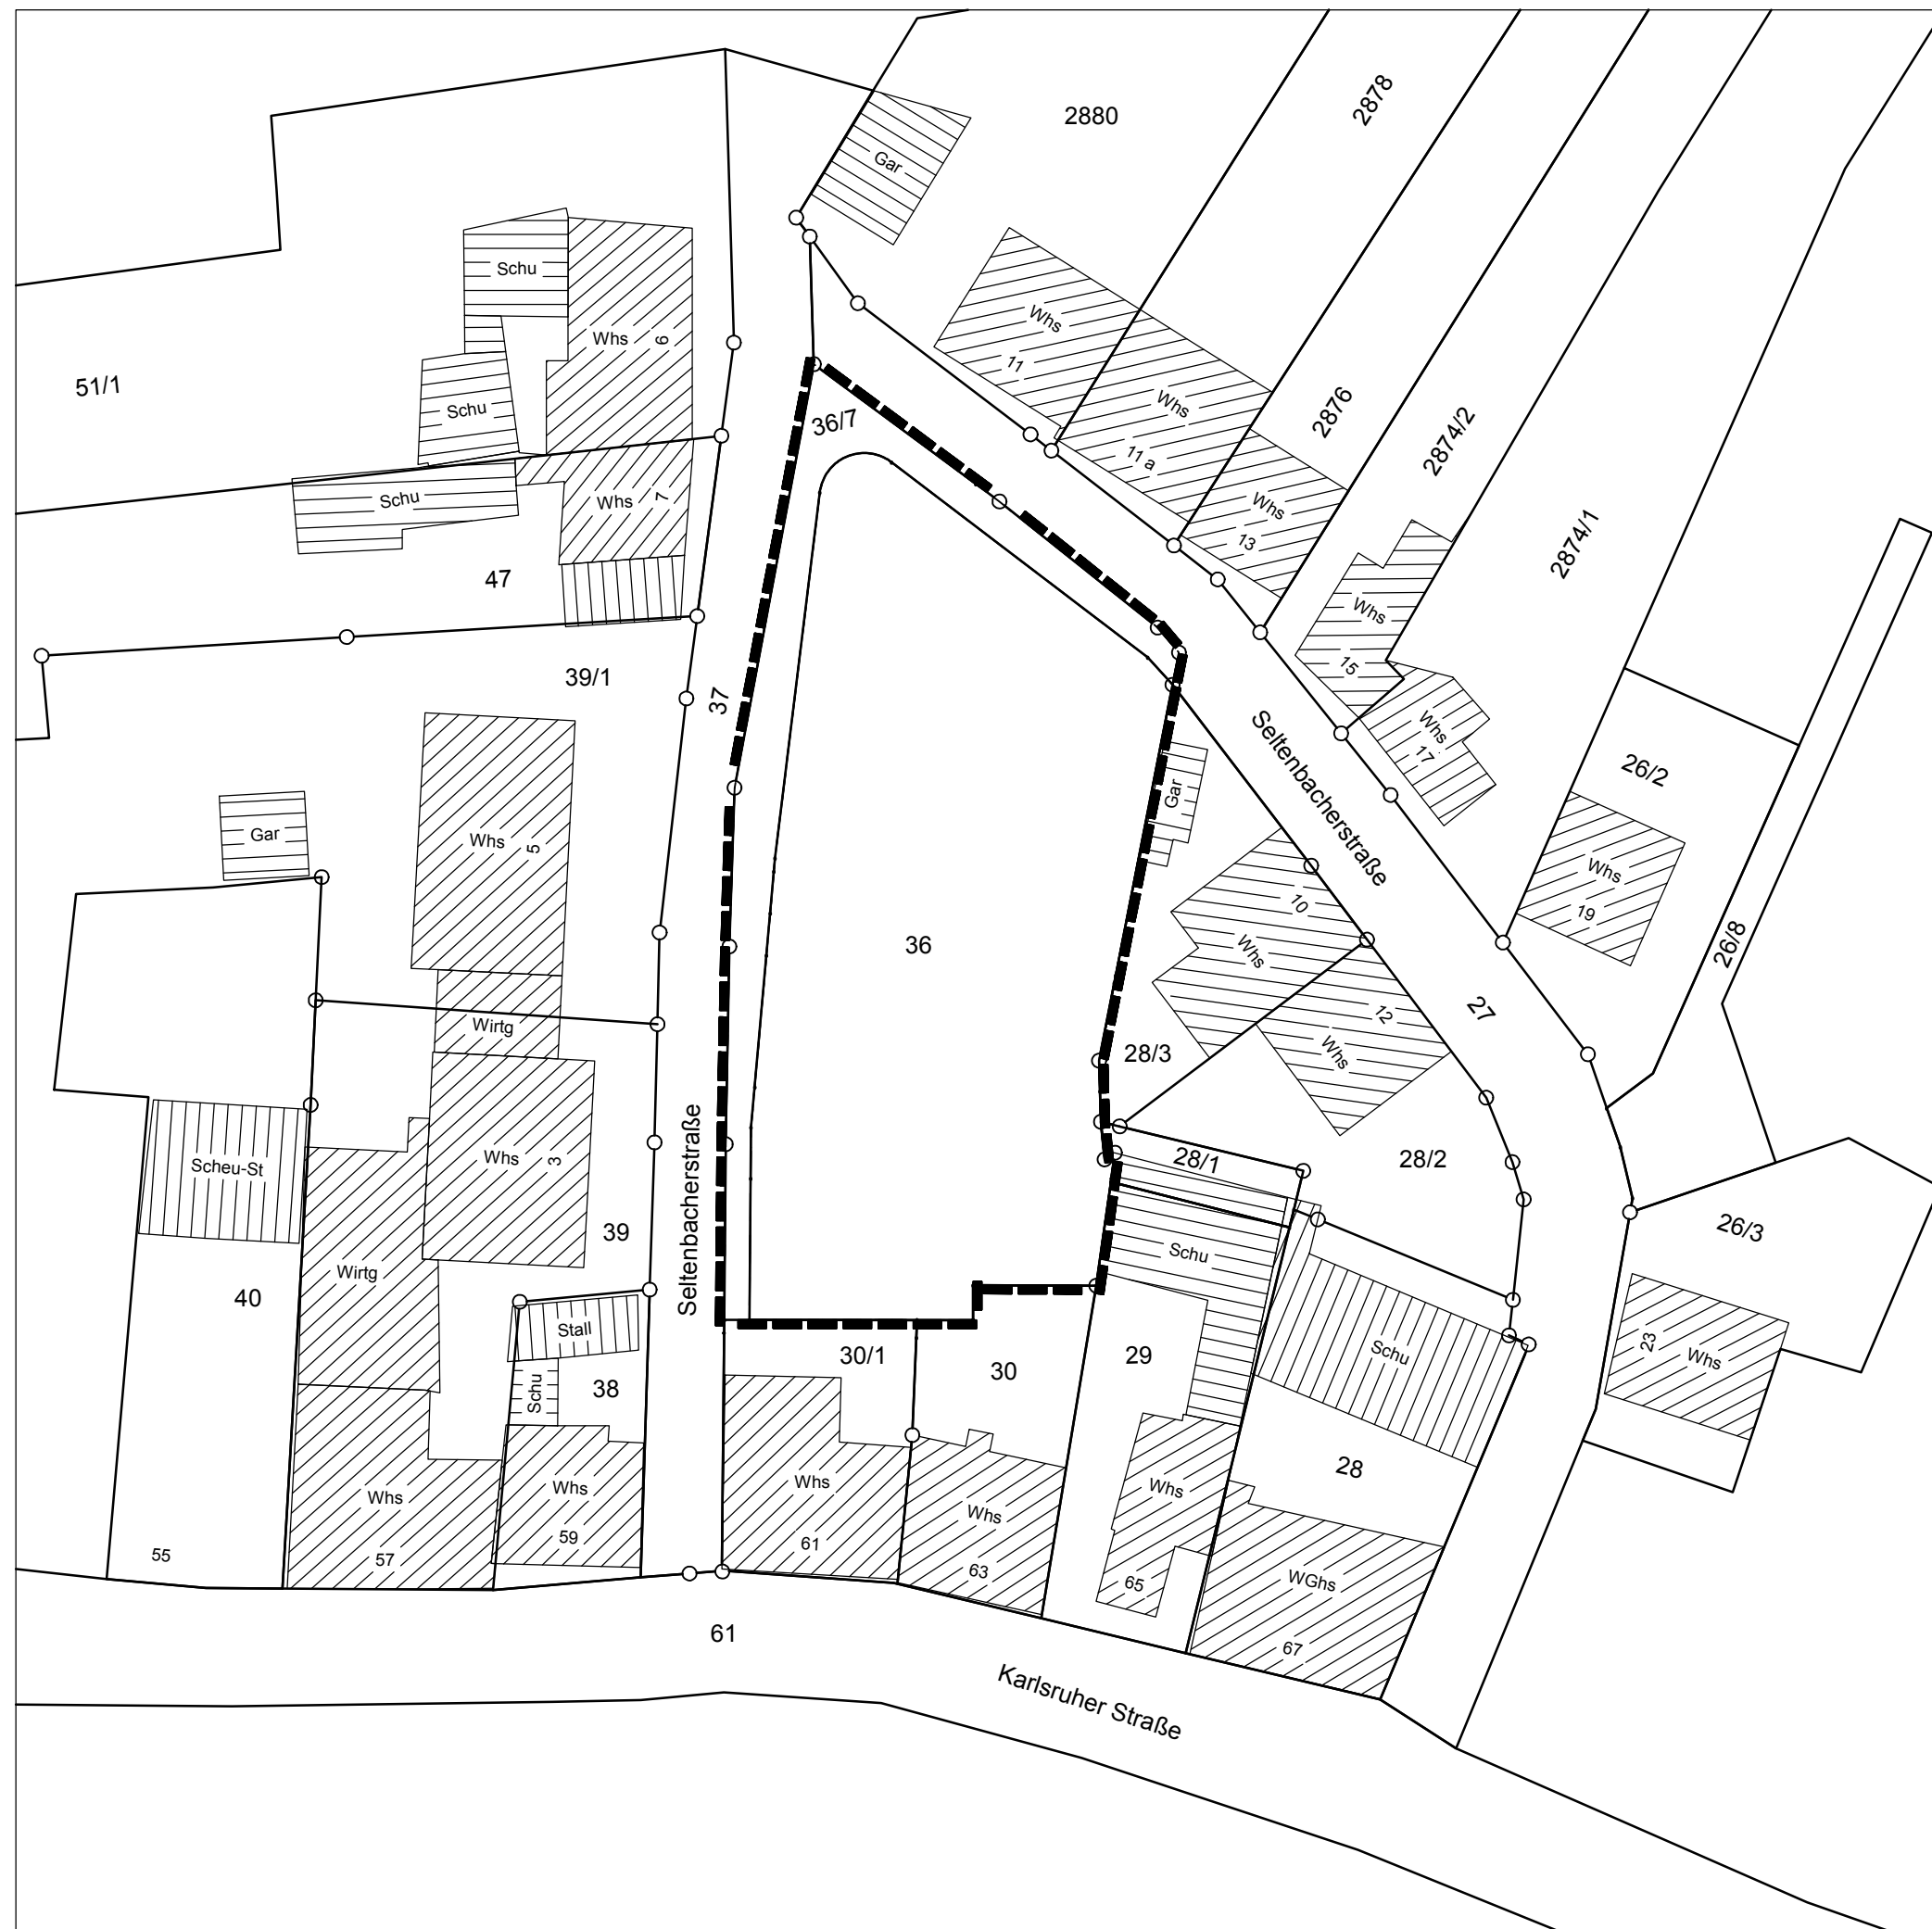 2880
2878
Gar
Schu
Whs
6
Whs
11
51/1
Schu
36/7
Whs
11 a
2876
2874/2
Schu
Whs
7
Whs
13
2874/1
47
Whs
15
39/1
37
Whs
17
Seltenbacherstraße
26/2
Gar
Gar
Whs
5
Whs
19
10
36
Whs
26/8
27
12
Wirtg
28/3
Whs
Whs
3
Scheu-St
28/1
28/2
Seltenbacherstraße
39
26/3
Wirtg
Schu
40
Stall
30/1
30
29
Schu
23
Whs
Schu
38
28
Whs
Whs
Whs
Whs
Whs
55
57
59
61
63
65
WGhs
67
61
Karlsruher Straße